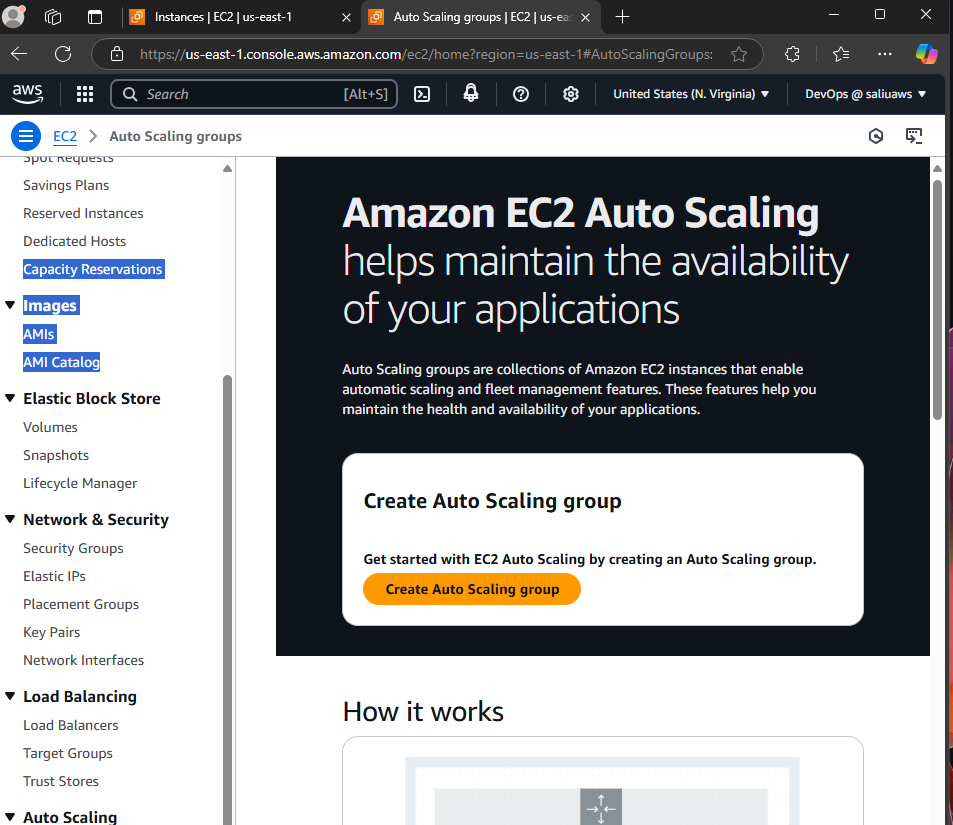 Instances | EC2 | us-east-1
Auto Scaling groups | EC2 | us-eas
https://us-east-1.console.aws.amazon.com/ec2/home?region=us-east-1#AutoScalingGroups:
aws
Search
[Alt+S]
United States (N. Virginia)
DevOps @ saliuaws
EC2
Auto Scaling groups
Spot Requests
Savings Plans
Reserved Instances
Dedicated Hosts
Capacity Reservations
Images
AMIs
AMI Catalog
Elastic Block Store
Volumes
Snapshots
Lifecycle Manager
Network & Security
Security Groups
Elastic IPs
Placement Groups
Key Pairs
Network Interfaces
Load Balancing
Load Balancers
Target Groups
Trust Stores
Auto Scaling
Amazon EC2 Auto Scaling
helps maintain the availability
of your applications
Auto Scaling groups are collections of Amazon EC2 instances that enable
automatic scaling and fleet management features. These features help you
maintain the health and availability of your applications.
Create Auto Scaling group
Get started with EC2 Auto Scaling by creating an Auto Scaling group.
Create Auto Scaling group
How it works